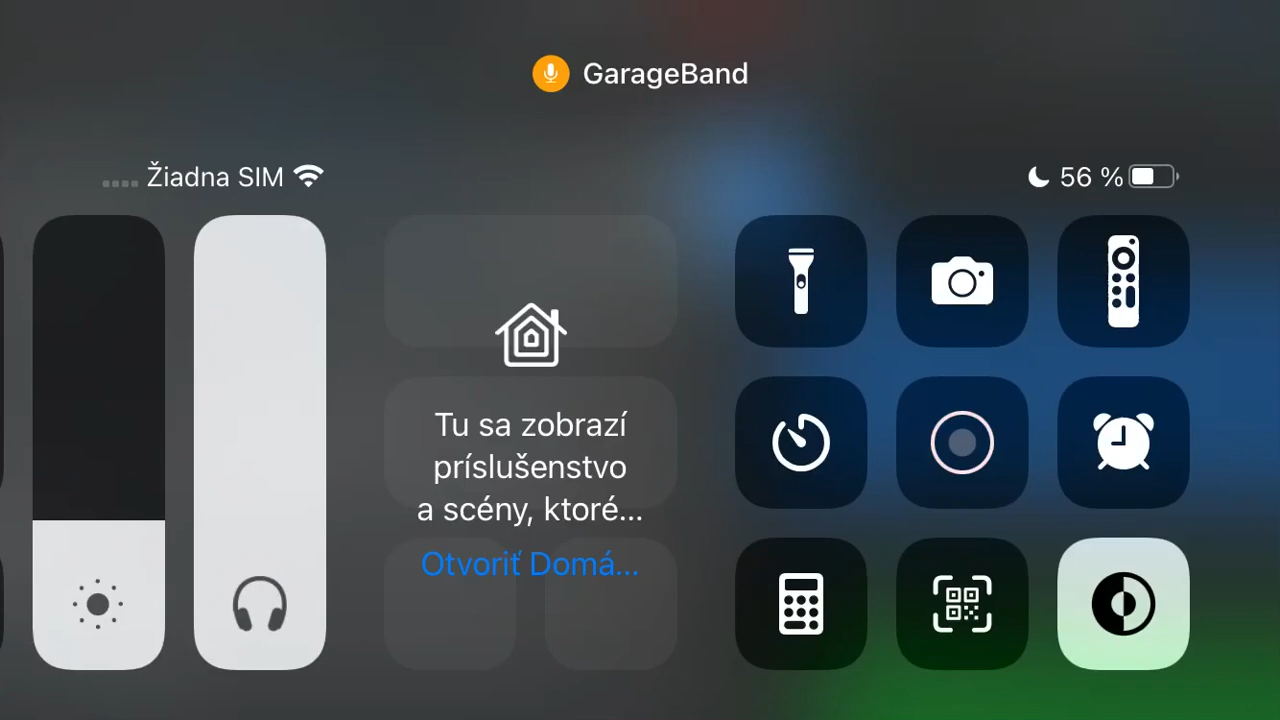 GarageBand
Žiadna SIM
56 %
Tu sa zobrazí
príslušenstvo
a scény, ktoré...
Otvoriť Domá...